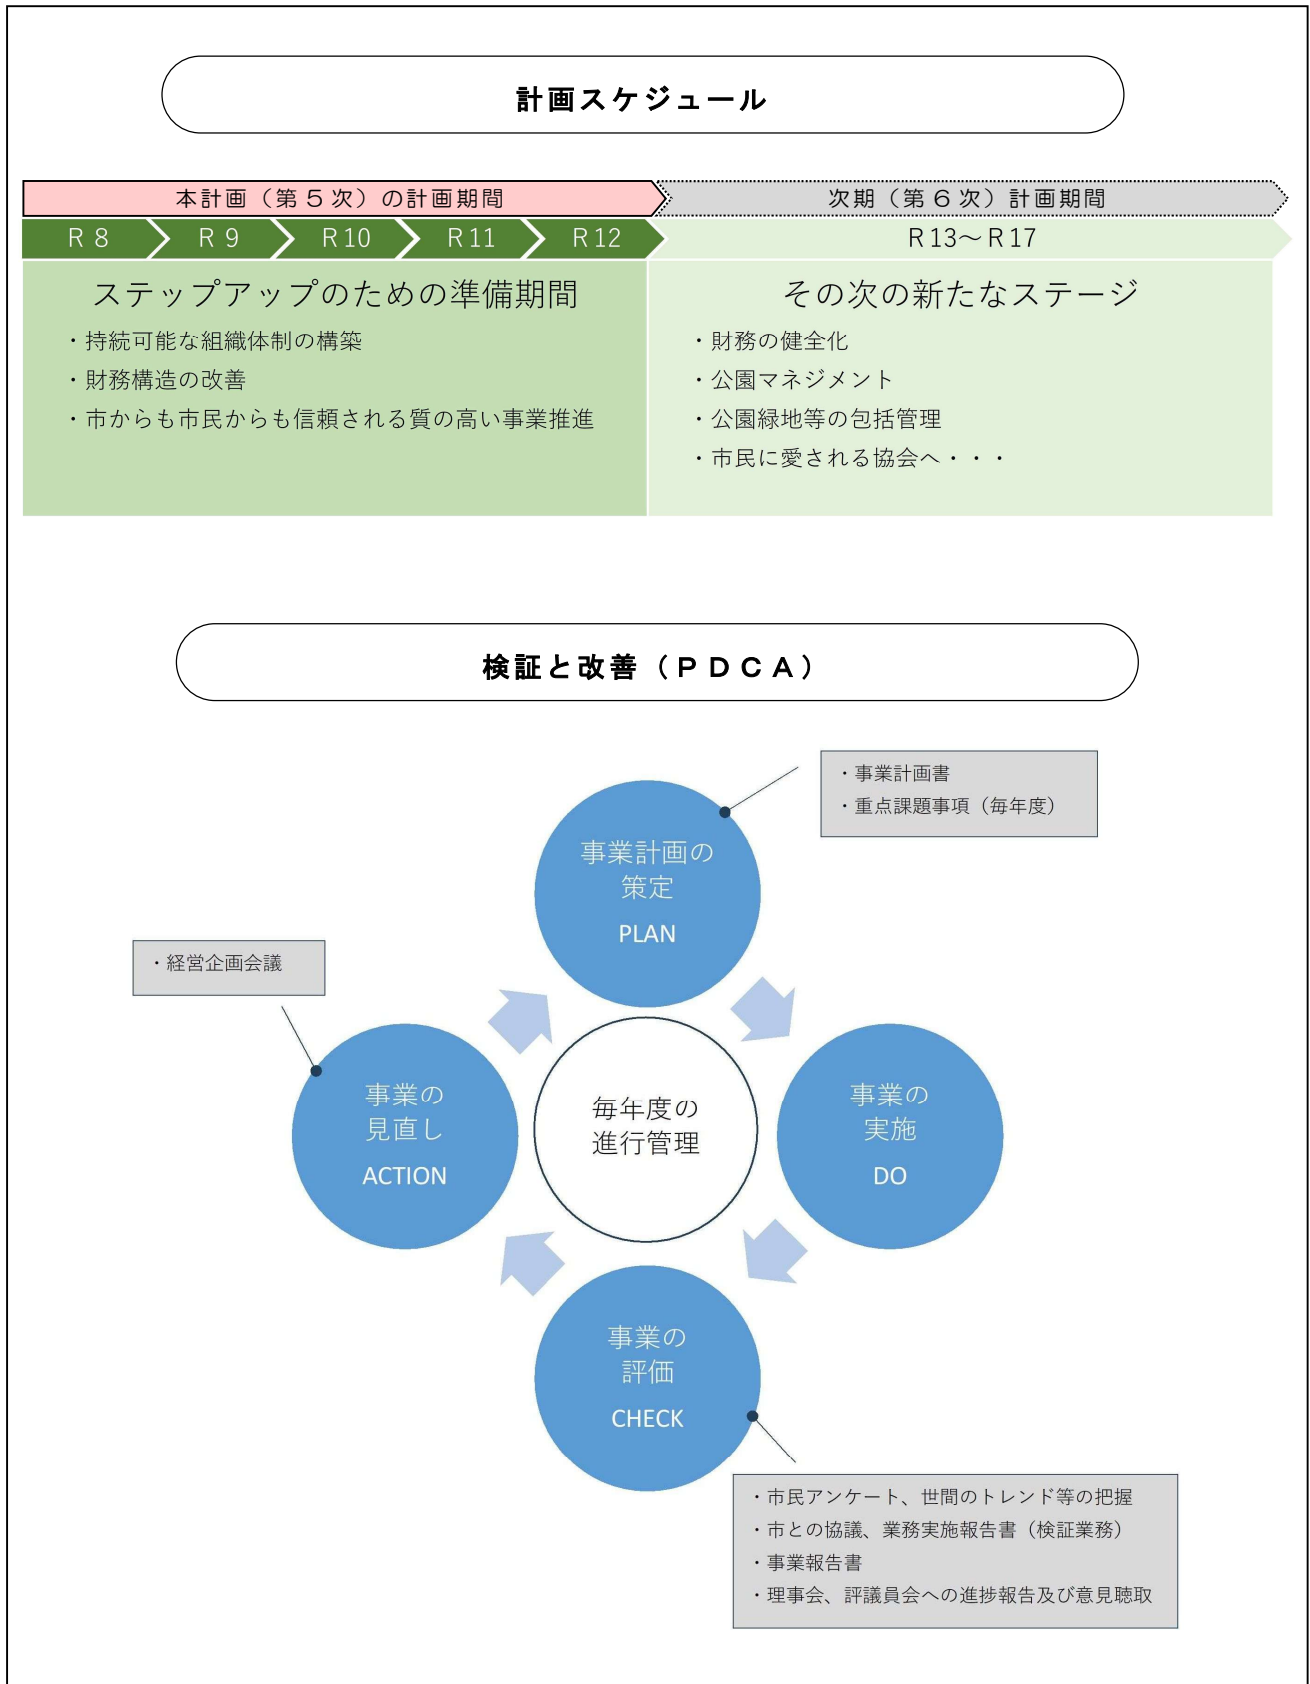 計画スケジュール
本計画（第５次）の計画期間
次期（第６次）計画期間
R 8
R 9
R 10
R 11
R 12
R 13～R 17
ステップアップのための準備期間
・持続可能な組織体制の構築
・財務構造の改善
・市からも市民からも信頼される質の高い事業推進
その次の新たなステージ
・財務の健全化
・公園マネジメント
・公園緑地等の包括管理
・市民に愛される協会へ・・・
検証と改善（ＰＤＣＡ）
・事業計画書
・重点課題事項（毎年度）
事業計画の
策定
PLAN
・経営企画会議
事業の
見直し
ACTION
毎年度の
進行管理
事業の
実施
DO
事業の
評価
CHECK
・市民アンケート、世間のトレンド等の把握
・市との協議、業務実施報告書（検証業務）
・事業報告書
・理事会、評議員会への進捗報告及び意見聴取